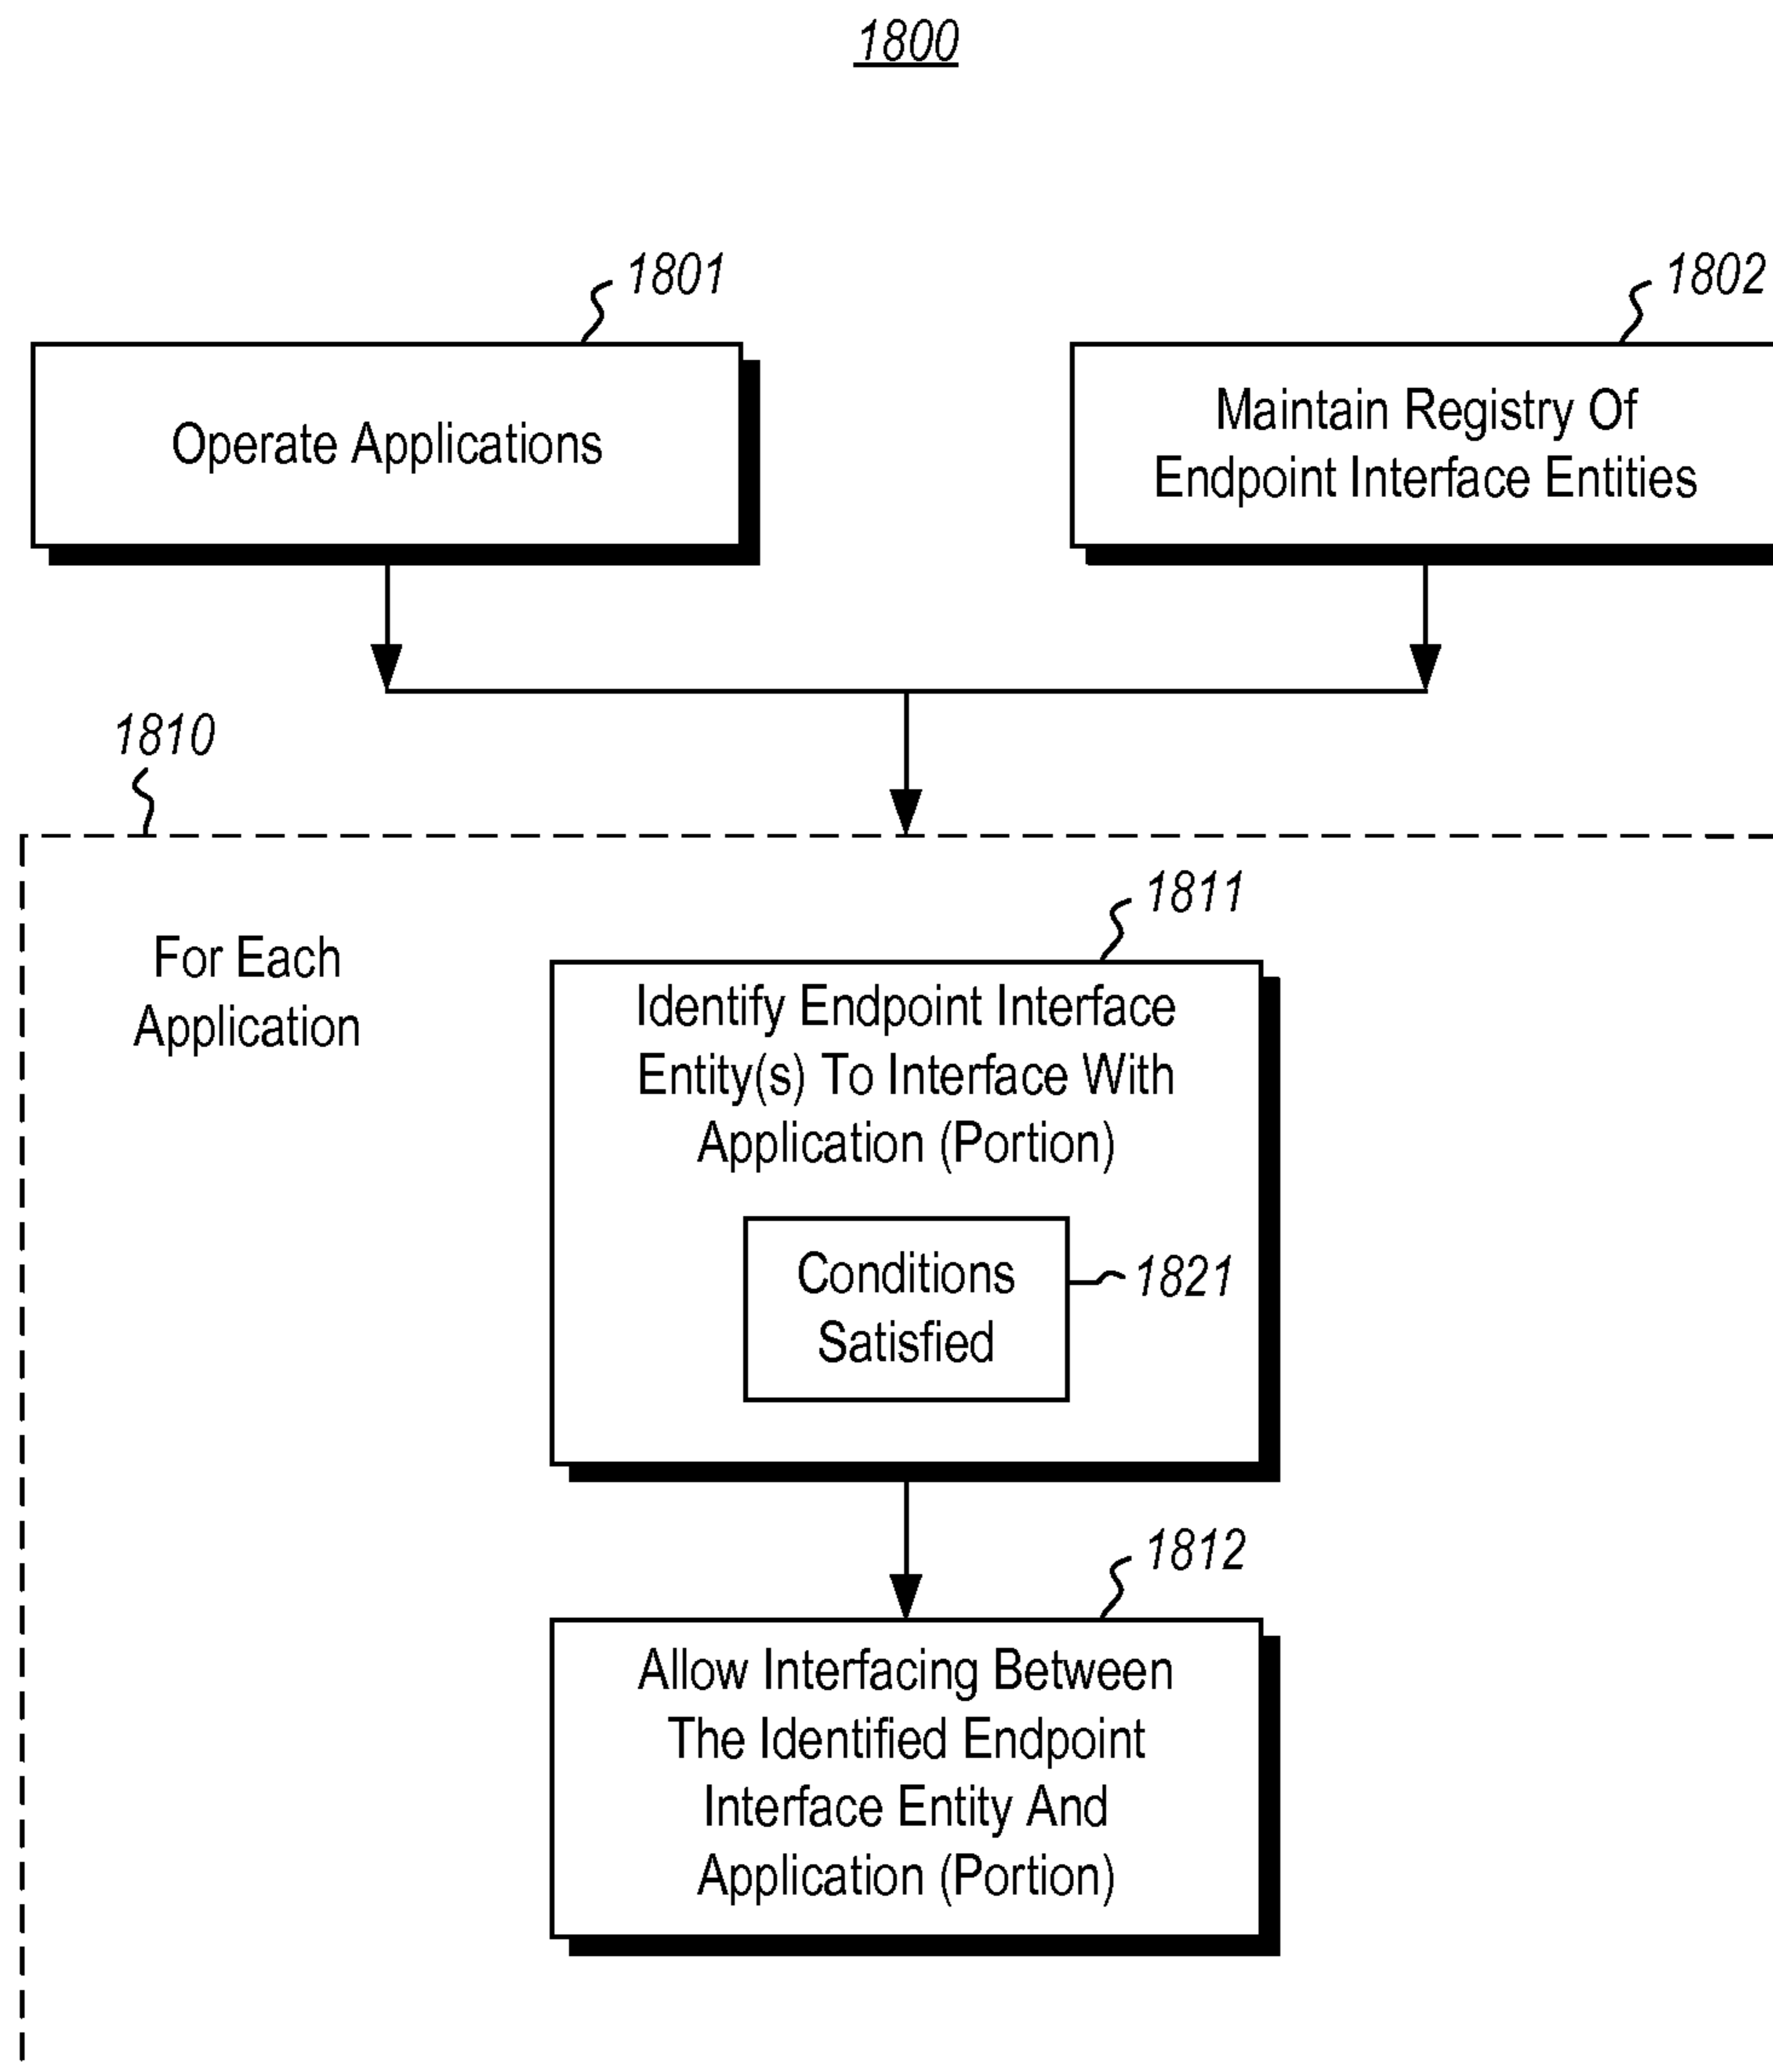 1800
1801
1802
Operate Applications
Maintain Registry Of
Endpoint Interface Entities
1810
1811
For Each
Application
Identify Endpoint Interface
Entity(s) To Interface With
Application (Portion)
Conditions
Satisfied
1821
1812
Allow Interfacing Between
The Identified Endpoint
Interface Entity And
Application (Portion)